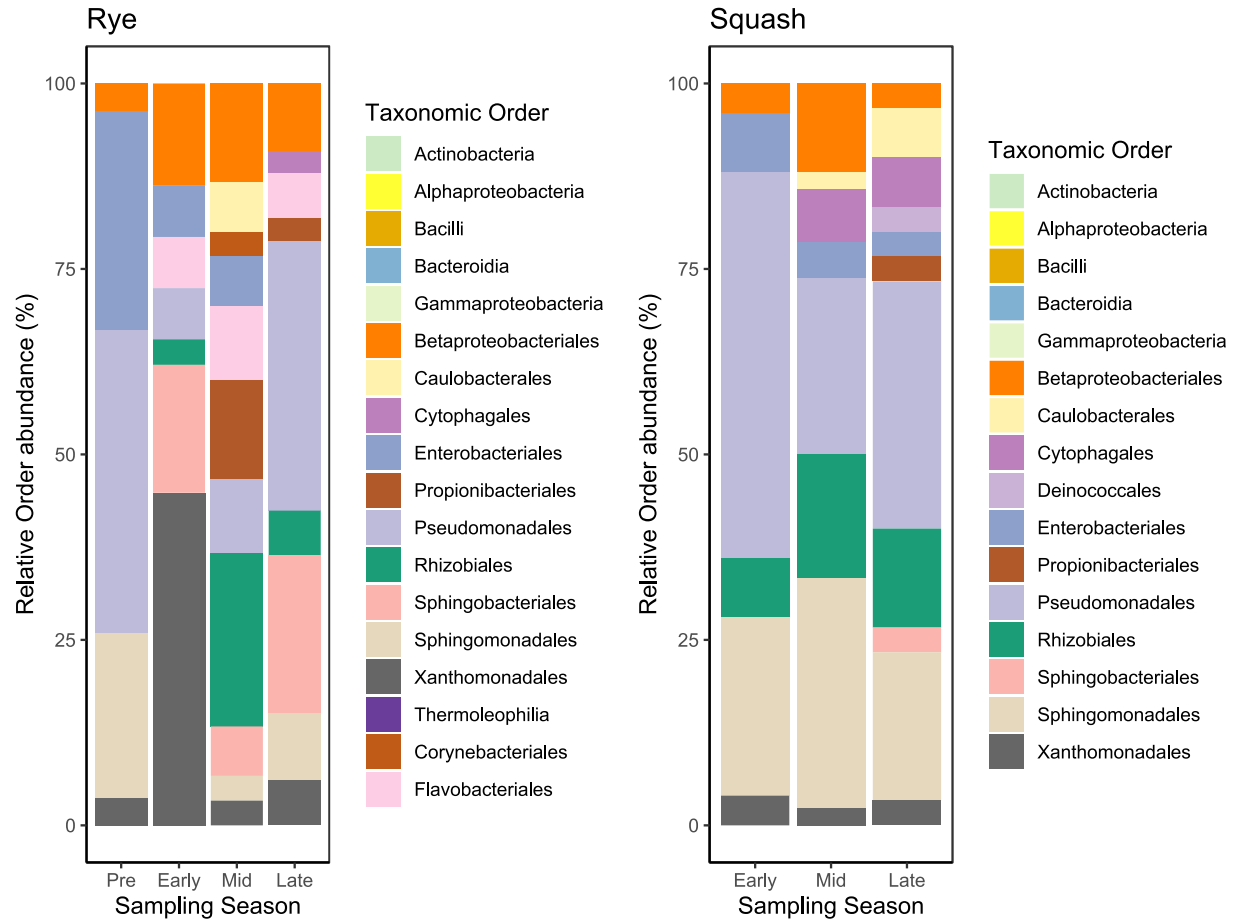 Rye
Relative Order abundance (%)
100
75
50
25
0
Pre
Early
Mid
Late
Sampling Season
Taxonomic Order
Actinobacteria
Alphaproteobacteria
Bacilli
Bacteroidia
Gammaproteobacteria
Betaproteobacteriales
Caulobacterales
Cytophagales
Enterobacteriales
Propionibacteriales
Pseudomonadales
Rhizobiales
Sphingobacteriales
Sphingomonadales
Xanthomonadales
Thermoleophilia
Corynebacteriales
Flavobacteriales
Squash
Relative Order abundance (%)
100
75
50
25
0
Early
Mid
Late
Sampling Season
Taxonomic Order
Actinobacteria
Alphaproteobacteria
Bacilli
Bacteroidia
Gammaproteobacteria
Betaproteobacteriales
Caulobacterales
Cytophagales
Deinococcales
Enterobacteriales
Propionibacteriales
Pseudomonadales
Rhizobiales
Sphingobacteriales
Sphingomonadales
Xanthomonadales